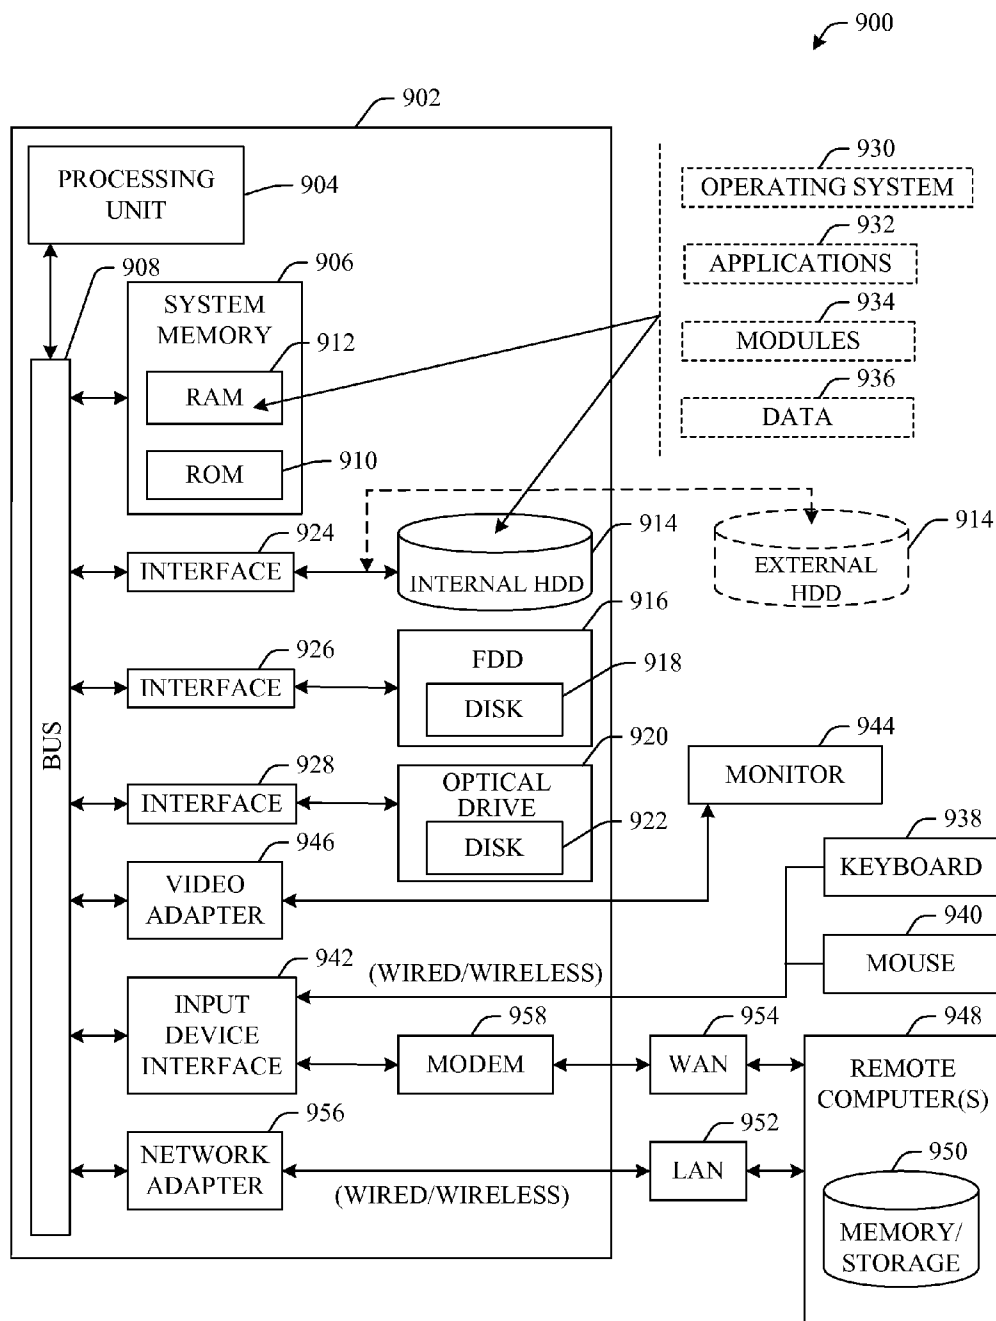 900
902
PROCESSING
UNIT
904
908
906
SYSTEM
MEMORY
912
RAM
ROM
910
930
OPERATING SYSTEM
932
APPLICATIONS
934
MODULES
936
DATA
924
INTERFACE
INTERNAL HDD
914
EXTERNAL
HDD
914
926
INTERFACE
916
FDD
918
DISK
BUS
928
INTERFACE
920
OPTICAL
DRIVE
922
DISK
944
MONITOR
946
VIDEO
ADAPTER
938
KEYBOARD
940
MOUSE
942
INPUT
DEVICE
INTERFACE
(WIRED/WIRELESS)
958
MODEM
954
WAN
948
REMOTE
COMPUTER(S)
956
NETWORK
ADAPTER
(WIRED/WIRELESS)
952
LAN
950
MEMORY/
STORAGE